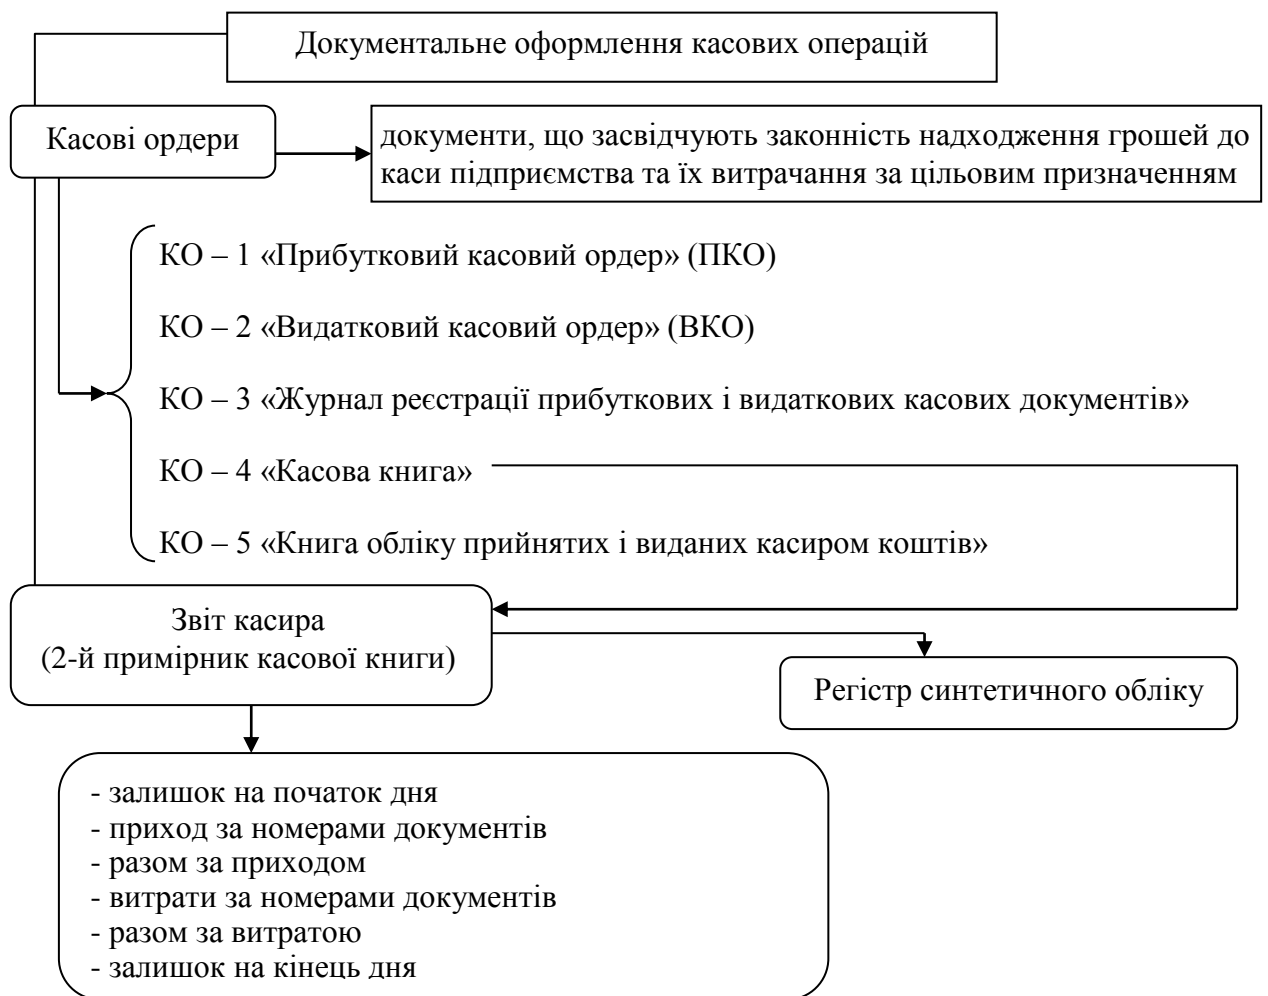 Документальне оформлення касових операцій
Касові ордери
документи, що засвідчують законність надходження грошей до
каси підприємства та їх витрачання за цільовим призначенням
КО – 1 «Прибутковий касовий ордер» (ПКО)
КО – 2 «Видатковий касовий ордер» (ВКО)
КО – 3 «Журнал реєстрації прибуткових і видаткових касових документів»
КО – 4 «Касова книга»
КО – 5 «Книга обліку прийнятих і виданих касиром коштів»
Звіт касира
(2-й примірник касової книги)
Регістр синтетичного обліку
- залишок на початок дня
- приход за номерами документів
- разом за приходом
- витрати за номерами документів
- разом за витратою
- залишок на кінець дня